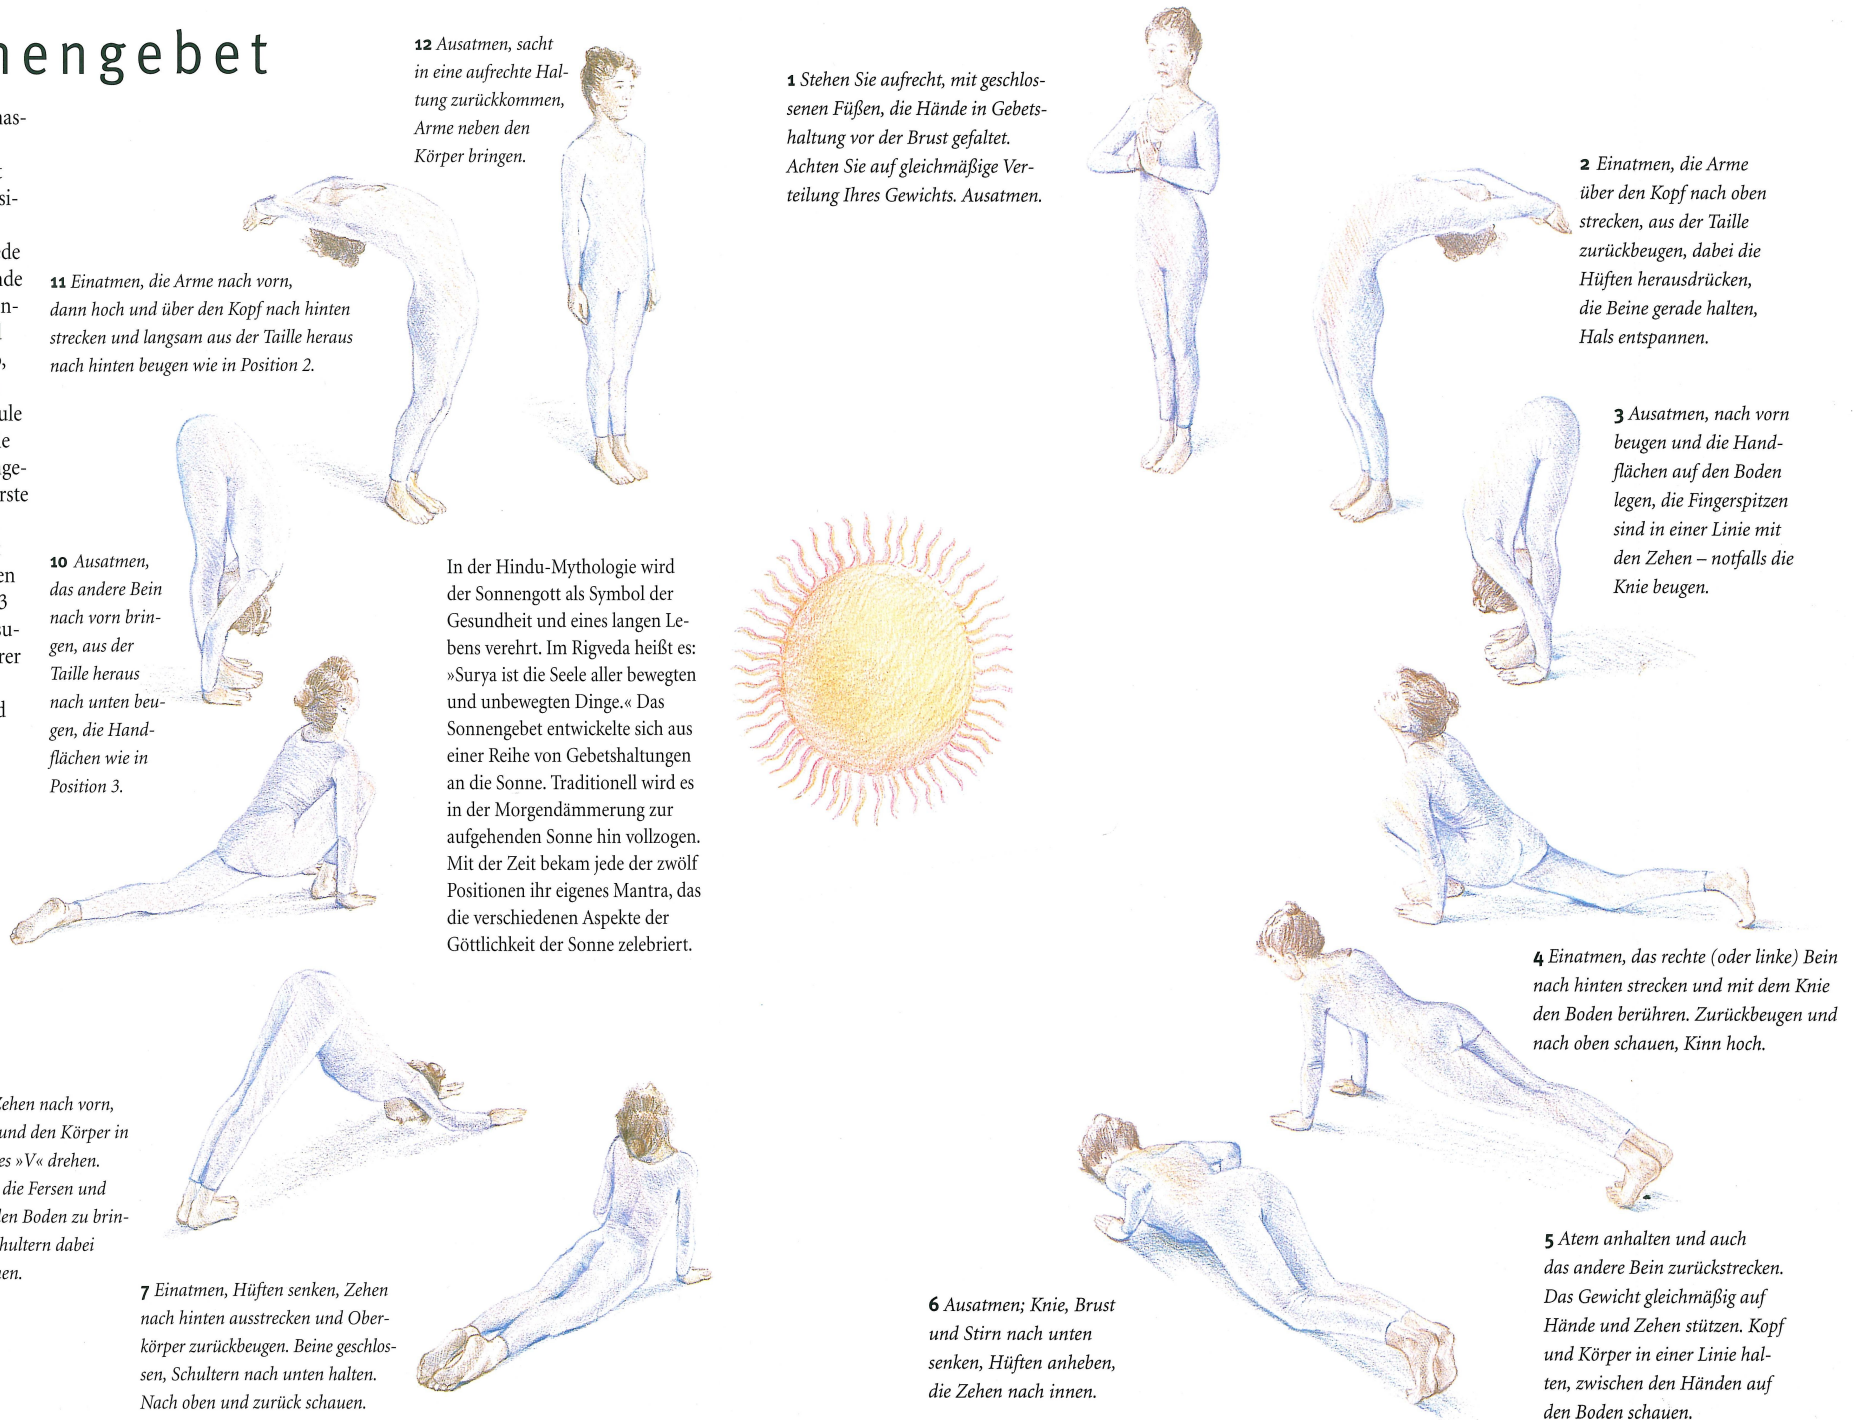 nengebet
12 Ausatmen, sacht
in eine aufrechte Hal-
tung zurückkommen,
Arme neben den
Körper bringen.
1 Stehen Sie aufrecht, mit geschlos-
senen Füßen, die Hände in Gebets-
haltung vor der Brust gefaltet.
Achten Sie auf gleichmäßige Ver-
teilung Ihres Gewichts. Ausatmen.
2 Einatmen, die Arme
über den Kopf nach oben
strecken, aus der Taille
zurückbeugen, dabei die
Hüften herausdrücken,
die Beine gerade halten,
Hals entspannen.
11 Einatmen, die Arme nach vorn,
dann hoch und über den Kopf nach hinten
strecken und langsam aus der Taille heraus
nach hinten beugen wie in Position 2.
3 Ausatmen, nach vorn
beugen und die Hand-
flächen auf den Boden
legen, die Fingerspitzen
sind in einer Linie mit
den Zehen – notfalls die
Knie beugen.
10 Ausatmen,
das andere Bein
nach vorn brin-
gen, aus der
Taille heraus
nach unten beu-
gen, die Hand-
flächen wie in
Position 3.
In der Hindu-Mythologie wird
der Sonnengott als Symbol der
Gesundheit und eines langen Le-
bens verehrt. Im Rigveda heißt es:
»Surya ist die Seele aller bewegten
und unbewegten Dinge.« Das
Sonnengebet entwickelte sich aus
einer Reihe von Gebetshaltungen
an die Sonne. Traditionell wird es
in der Morgendämmerung zur
aufgehenden Sonne hin vollzogen.
Mit der Zeit bekam jede der zwölf
Positionen ihr eigenes Mantra, das
die verschiedenen Aspekte der
Göttlichkeit der Sonne zelebriert.
4 Einatmen, das rechte (oder linke) Bein
nach hinten strecken und mit dem Knie
den Boden berühren. Zurückbeugen und
nach oben schauen, Kinn hoch.
Zehen nach vorn,
und den Körper in
es »V« drehen.
die Fersen und
den Boden zu brin-
hultern dabei
en.
7 Einatmen, Hüften senken, Zehen
nach hinten ausstrecken und Ober-
körper zurückbeugen. Beine geschlos-
sen, Schultern nach unten halten.
Nach oben und zurück schauen.
6 Ausatmen; Knie, Brust
und Stirn nach unten
senken, Hüften anheben,
die Zehen nach innen.
5 Atem anhalten und auch
das andere Bein zurückstrecken.
Das Gewicht gleichmäßig auf
Hände und Zehen stützen. Kopf
und Körper in einer Linie hal-
ten, zwischen den Händen auf
den Boden schauen.